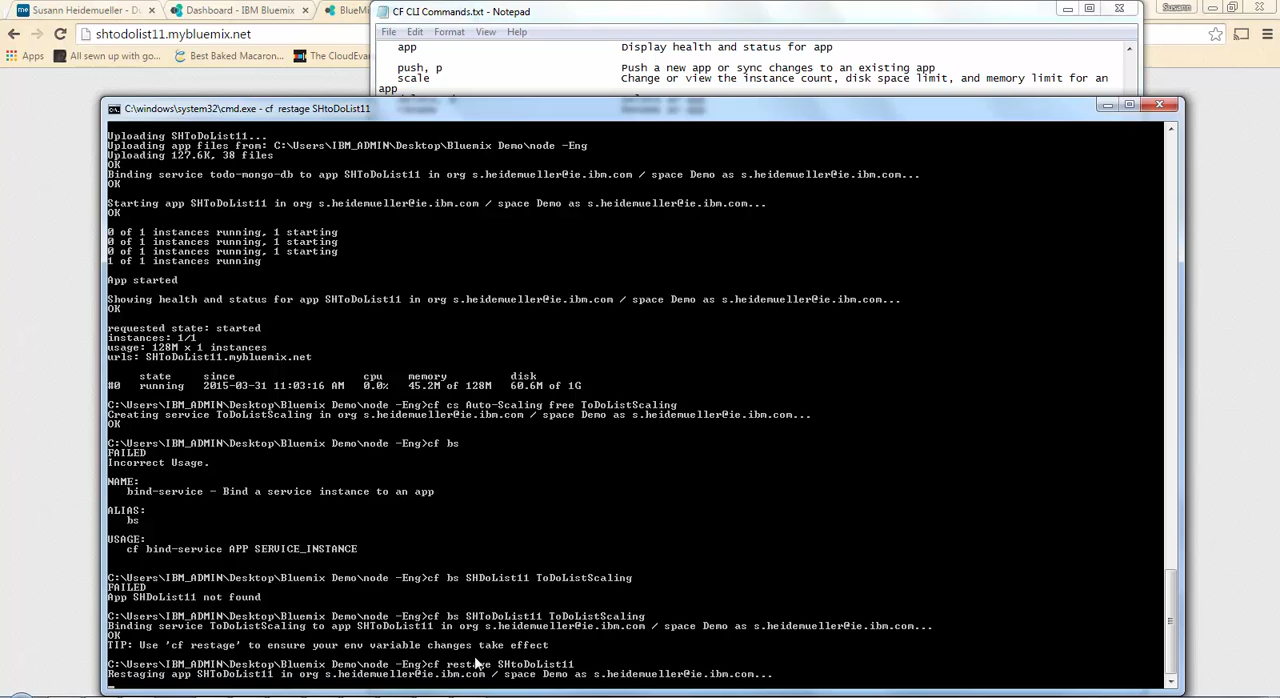 Susann Heidemueller - D
Dashboard - IBM Bluemix
BlueMi
CF CLI Commands.txt - Notepad
Susann
shtodolist11.mybluemix.net
File Edit Format View Help
Apps
All sewn up with go...
Best Baked Macaron...
The CloudEva
app Display health and status for app
push, p Push a new app or sync changes to an existing app
scale Change or view the instance count, disk space limit, and memory limit for an
app
C:\windows\system32\cmd.exe - cf restage SHtoDoList11
Uploading SHToDoList11...
Uploading app files from: C:\Users\IBM_ADMIN\Desktop\Bluemix Demo\node -Eng
Uploading 127.6K, 38 files
OK
Binding service todo-mongo-db to app SHToDoList11 in org s.heidemueller@ie.ibm.com / space Demo as s.heidemueller@ie.ibm.com...
OK
Starting app SHToDoList11 in org s.heidemueller@ie.ibm.com / space Demo as s.heidemueller@ie.ibm.com...
OK
0 of 1 instances running, 1 starting
0 of 1 instances running, 1 starting
0 of 1 instances running, 1 starting
1 of 1 instances running
App started
Showing health and status for app SHToDoList11 in org s.heidemueller@ie.ibm.com / space Demo as s.heidemueller@ie.ibm.com...
OK
requested state: started
instances: 1/1
usage: 128M x 1 instances
urls: SHToDoList11.mybluemix.net
state since cpu memory disk
#0 running 2015-03-31 11:03:16 AM 0.0% 45.2M of 128M 60.6M of 1G
C:\Users\IBM_ADMIN\Desktop\Bluemix Demo\node -Eng>cf cs Auto-Scaling free ToDoListScaling
Creating service ToDoListScaling in org s.heidemueller@ie.ibm.com / space Demo as s.heidemueller@ie.ibm.com...
OK
C:\Users\IBM_ADMIN\Desktop\Bluemix Demo\node -Eng>cf bs
FAILED
Incorrect Usage.
NAME:
bind-service - Bind a service instance to an app
ALIAS:
bs
USAGE:
cf bind-service APP SERVICE_INSTANCE
C:\Users\IBM_ADMIN\Desktop\Bluemix Demo\node -Eng>cf bs SHDoList11 ToDoListScaling
FAILED
App SHDoList11 not found
C:\Users\IBM_ADMIN\Desktop\Bluemix Demo\node -Eng>cf bs SHToDoList11 ToDoListScaling
Binding service ToDoListScaling to app SHToDoList11 in org s.heidemueller@ie.ibm.com / space Demo as s.heidemueller@ie.ibm.com...
OK
TIP: Use 'cf restage' to ensure your env variable changes take effect
C:\Users\IBM_ADMIN\Desktop\Bluemix Demo\node -Eng>cf restage SHtoDoList11
Restaging app SHToDoList11 in org s.heidemueller@ie.ibm.com / space Demo as s.heidemueller@ie.ibm.com...